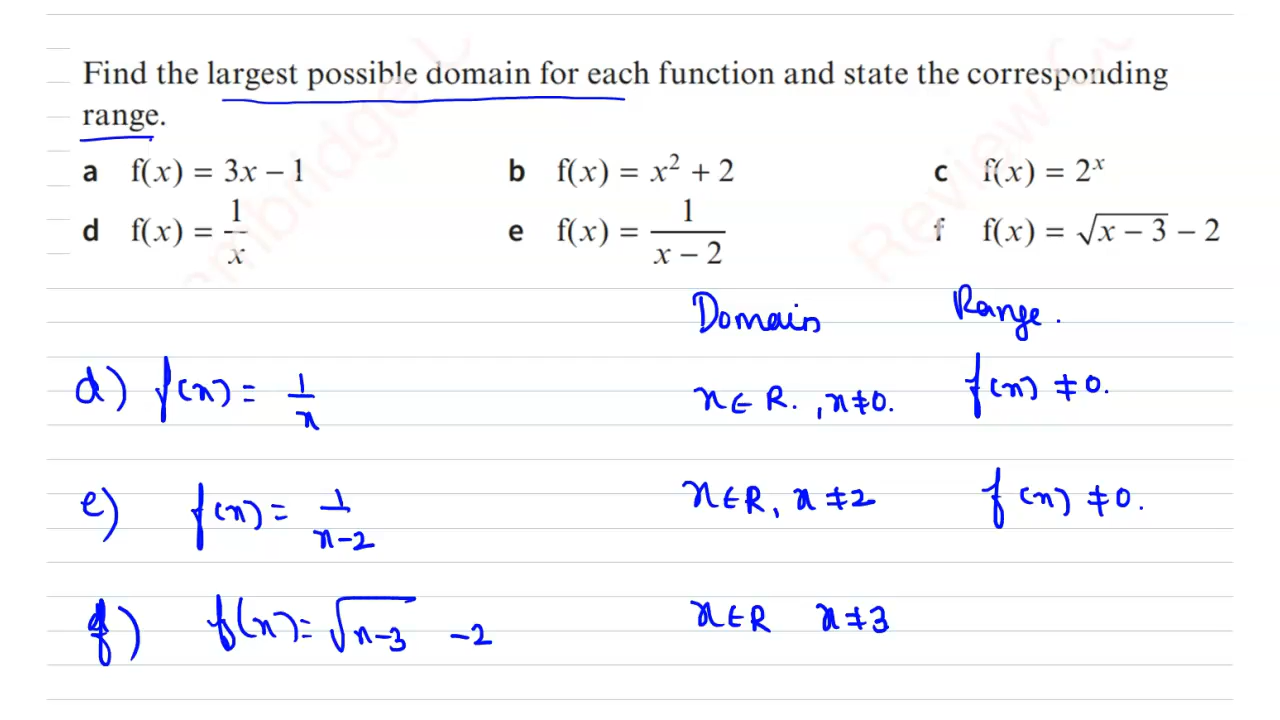 Find the largest possible domain for each function and state the corresponding
range.
a f(x) = 3x − 1 b f(x) = x² + 2 c f(x) = 2ˣ
d f(x) = 1/x e f(x) = 1/(x − 2) f f(x) = √(x − 3) − 2
Domain Range.
d) f(x) = 1/x x ∈ R. , x ≠ 0. f(x) ≠ 0.
e) f(x) = 1/(x-2) x ∈ R, x ≠ 2 f(x) ≠ 0.
f) f(x) = √(x-3) -2 x ∈ R x ≠ 3